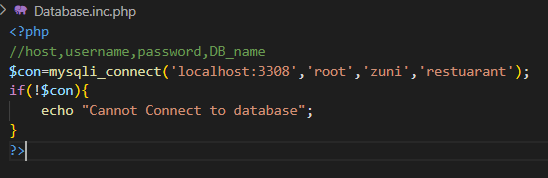 Database.inc.php
<?php
//host,username,password,DB_name
$con=mysqli_connect('localhost:3308','root','zuni','restuarant');
if(!$con){
    echo "Cannot Connect to database";
}
?>